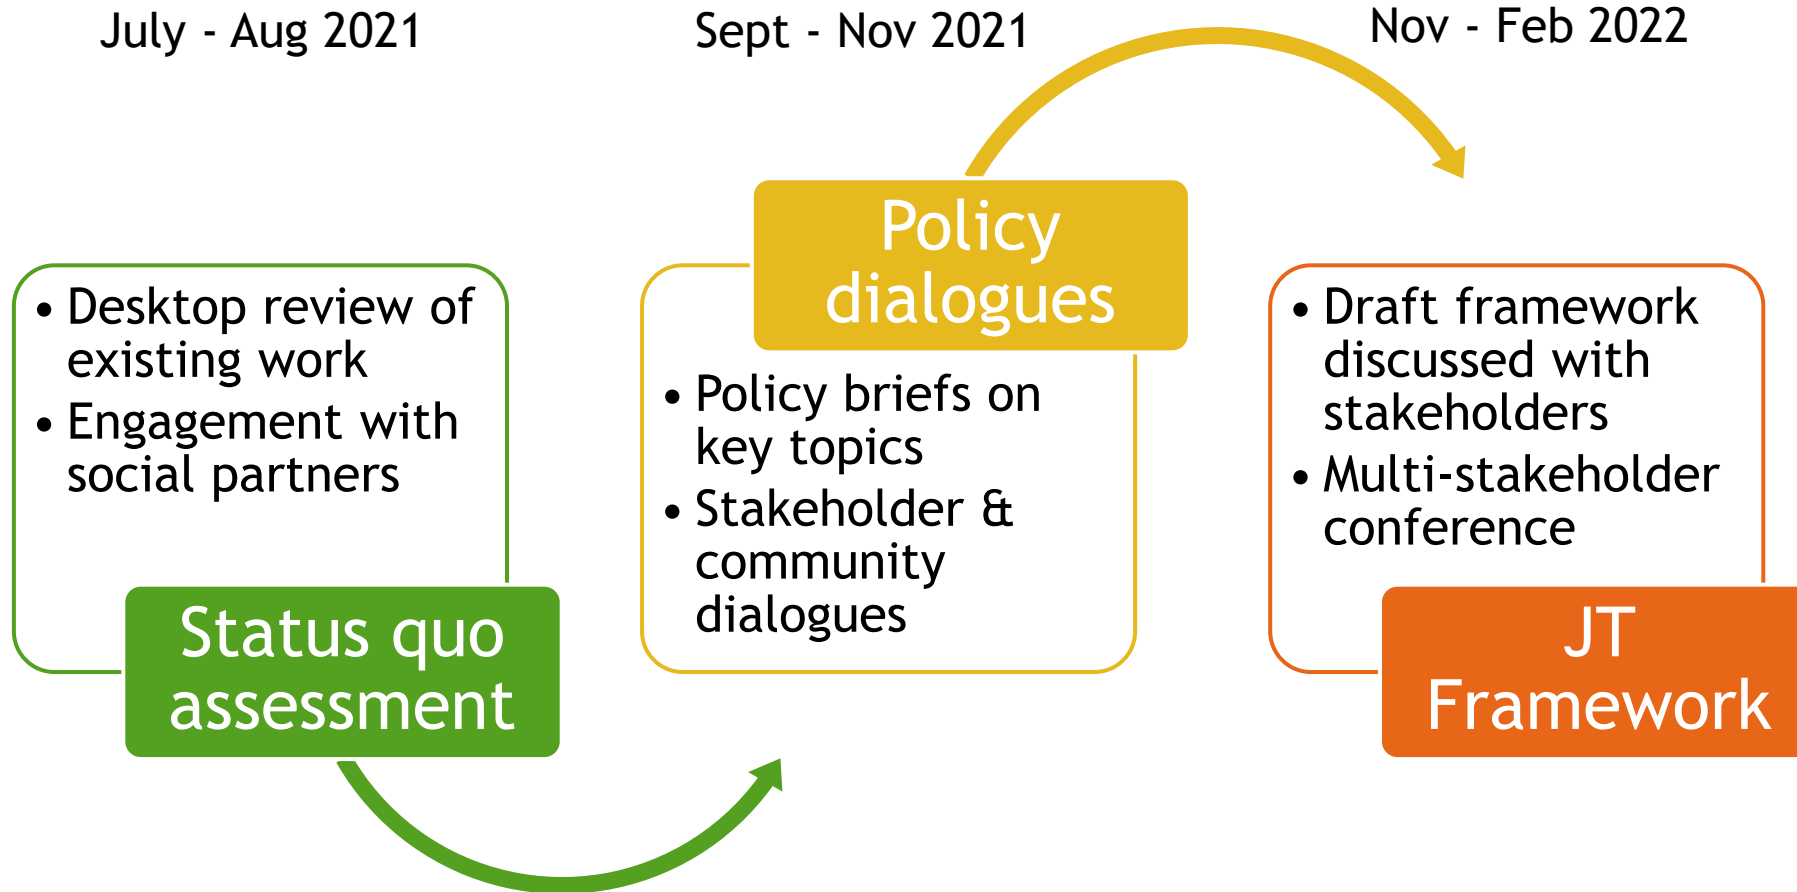 July - Aug 2021
Sept - Nov 2021
Nov - Feb 2022
• Desktop review of
existing work
• Engagement with
social partners
Status quo
assessment
Policy
dialogues
• Policy briefs on
key topics
• Stakeholder &
community
dialogues
• Draft framework
discussed with
stakeholders
• Multi-stakeholder
conference
JT
Framework